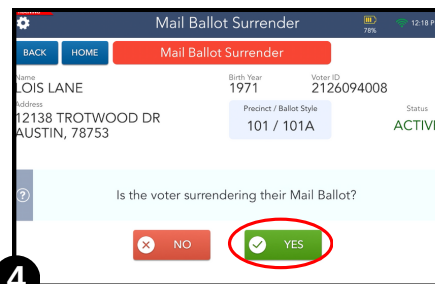 Mail Ballot Surrender
78%
12:18 P
BACK HOME Mail Ballot Surrender
Name Birth Year Voter ID
LOIS LANE 1971 2126094008
Address Precinct / Ballot Style Status
12138 TROTWOOD DR 101 / 101A ACTIVE
AUSTIN, 78753
Is the voter surrendering their Mail Ballot?
NO YES
4